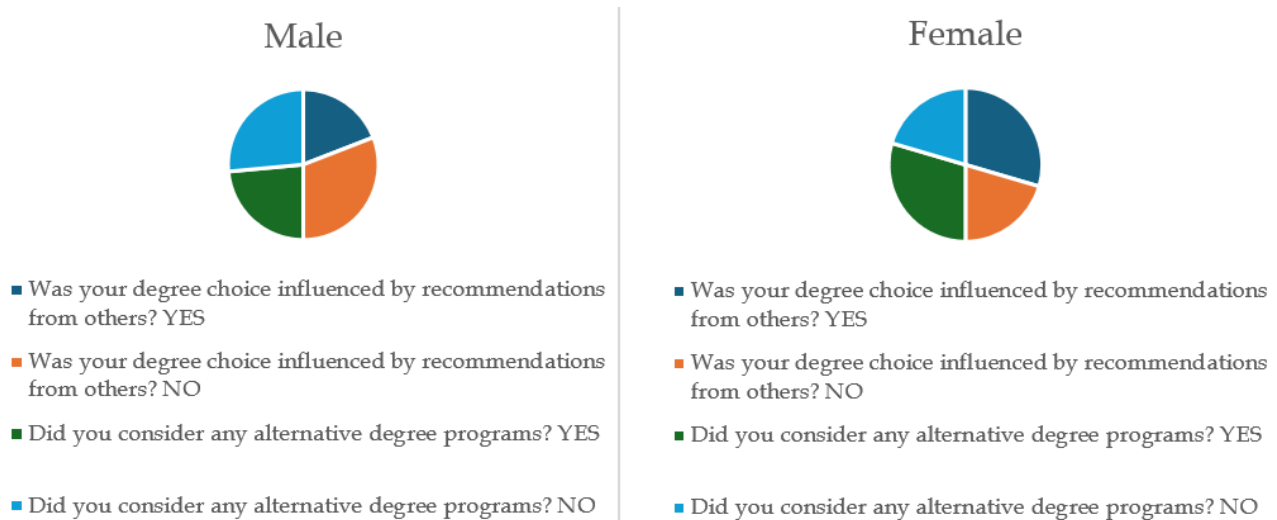 Male
Was your degree choice influenced by recommendations
from others? YES
Was your degree choice influenced by recommendations
from others? NO
Did you consider any alternative degree programs? YES
Did you consider any alternative degree programs? NO
Female
Was your degree choice influenced by recommendations
from others? YES
Was your degree choice influenced by recommendations
from others? NO
Did you consider any alternative degree programs? YES
Did you consider any alternative degree programs? NO